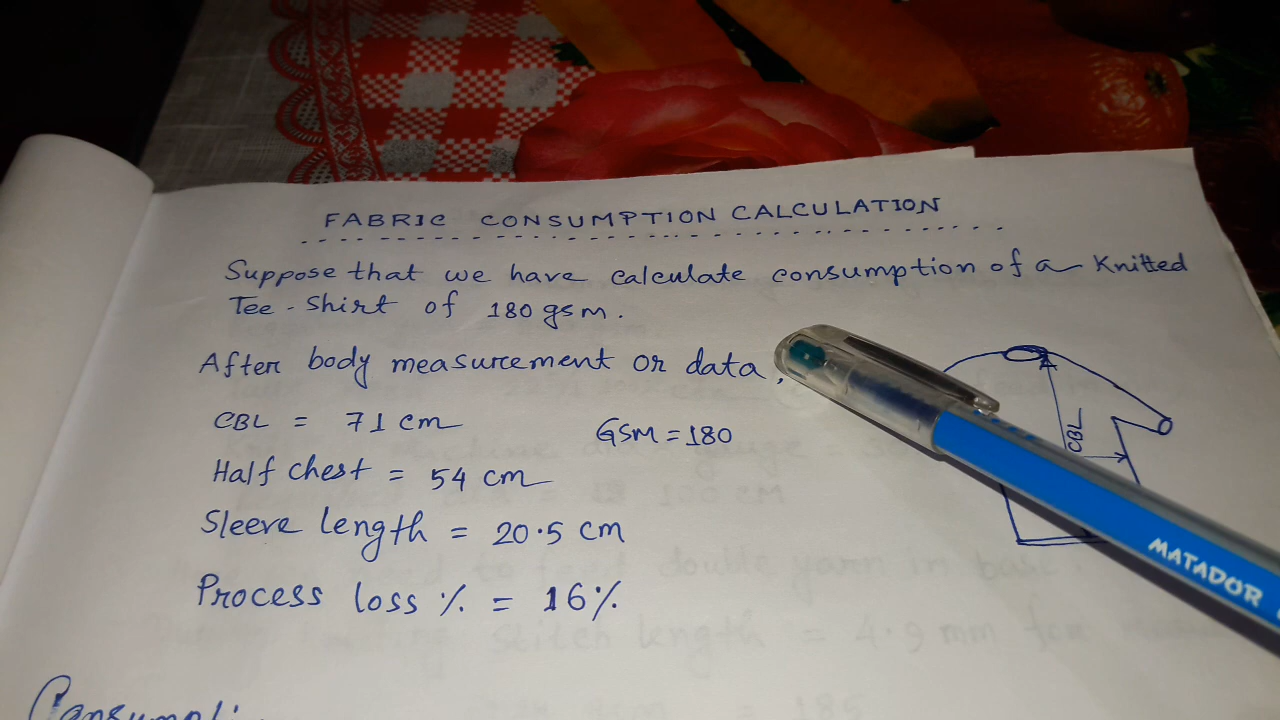 FABRIC CONSUMPTION CALCULATION
Suppose that we have calculate consumption of a Knitted
Tee-Shirt of 180 gsm.
After body measurement or data,
CBL = 71 cm
GSM = 180
Half chest = 54 cm
Sleeve length = 20.5 cm
Process loss % = 16%
CBL
MATADOR